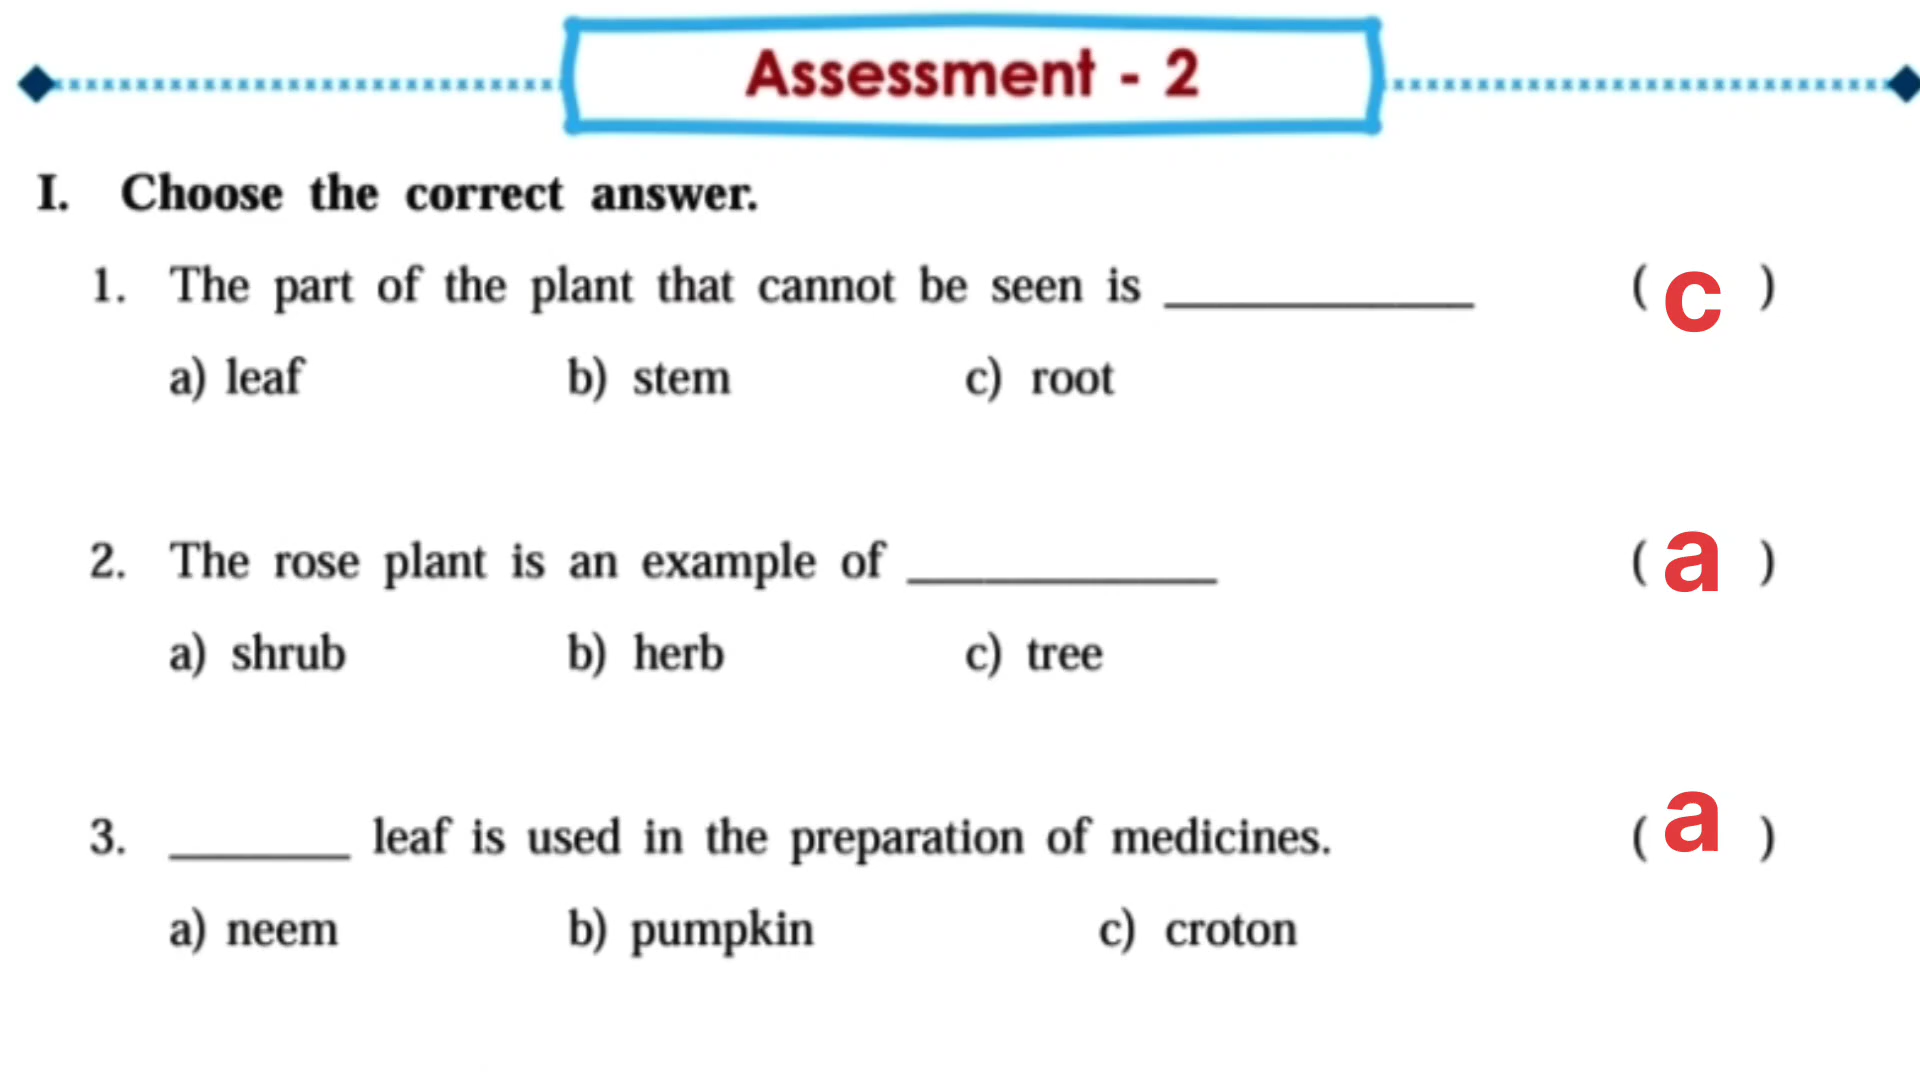 Assessment - 2
I. Choose the correct answer.
1. The part of the plant that cannot be seen is ____________ ( c )
a) leaf b) stem c) root
2. The rose plant is an example of ____________ ( a )
a) shrub b) herb c) tree
3. _______ leaf is used in the preparation of medicines. ( a )
a) neem b) pumpkin c) croton